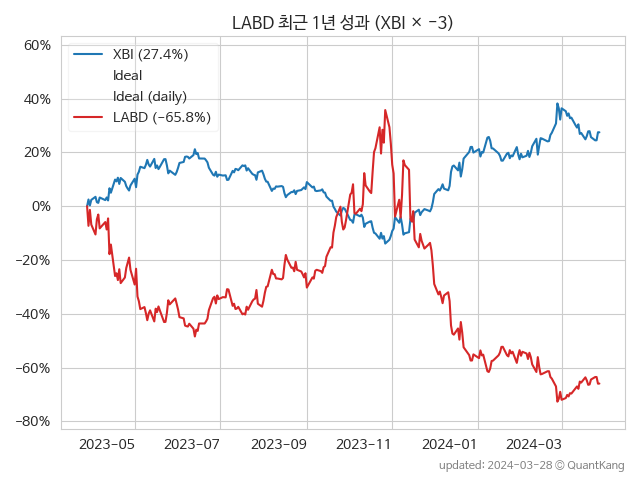 LABD 최근 1년 성과 (XBI × −3)
60%
40%
20%
0%
−20%
−40%
−60%
−80%
XBI (27.4%)
Ideal
Ideal (daily)
LABD (−65.8%)
2023−05 2023−07 2023−09 2023−11 2024−01 2024−03
updated: 2024−03−28 © QuantKang